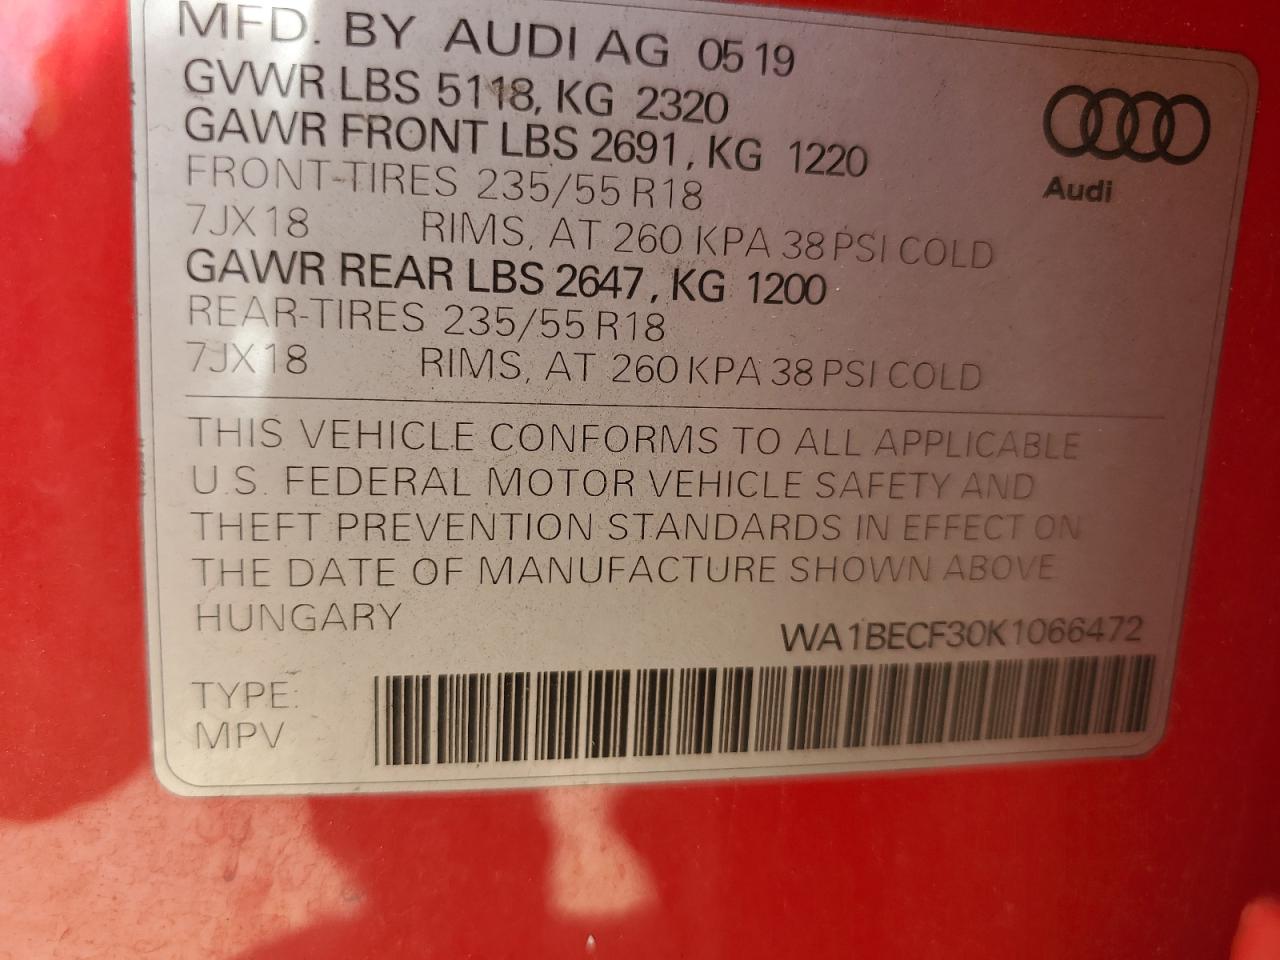 MFD. BY AUDI AG 05 19
GVWR LBS 5118, KG 2320
GAWR FRONT LBS 2691, KG 1220
FRONT-TIRES 235/55 R18
7JX18 RIMS, AT 260 KPA 38 PSI COLD
GAWR REAR LBS 2647, KG 1200
REAR-TIRES 235/55 R18
7JX18 RIMS, AT 260 KPA 38 PSI COLD
Audi
THIS VEHICLE CONFORMS TO ALL APPLICABLE
U.S. FEDERAL MOTOR VEHICLE SAFETY AND
THEFT PREVENTION STANDARDS IN EFFECT ON
THE DATE OF MANUFACTURE SHOWN ABOVE
HUNGARY
WA1BECF30K1066472
TYPE:
MPV